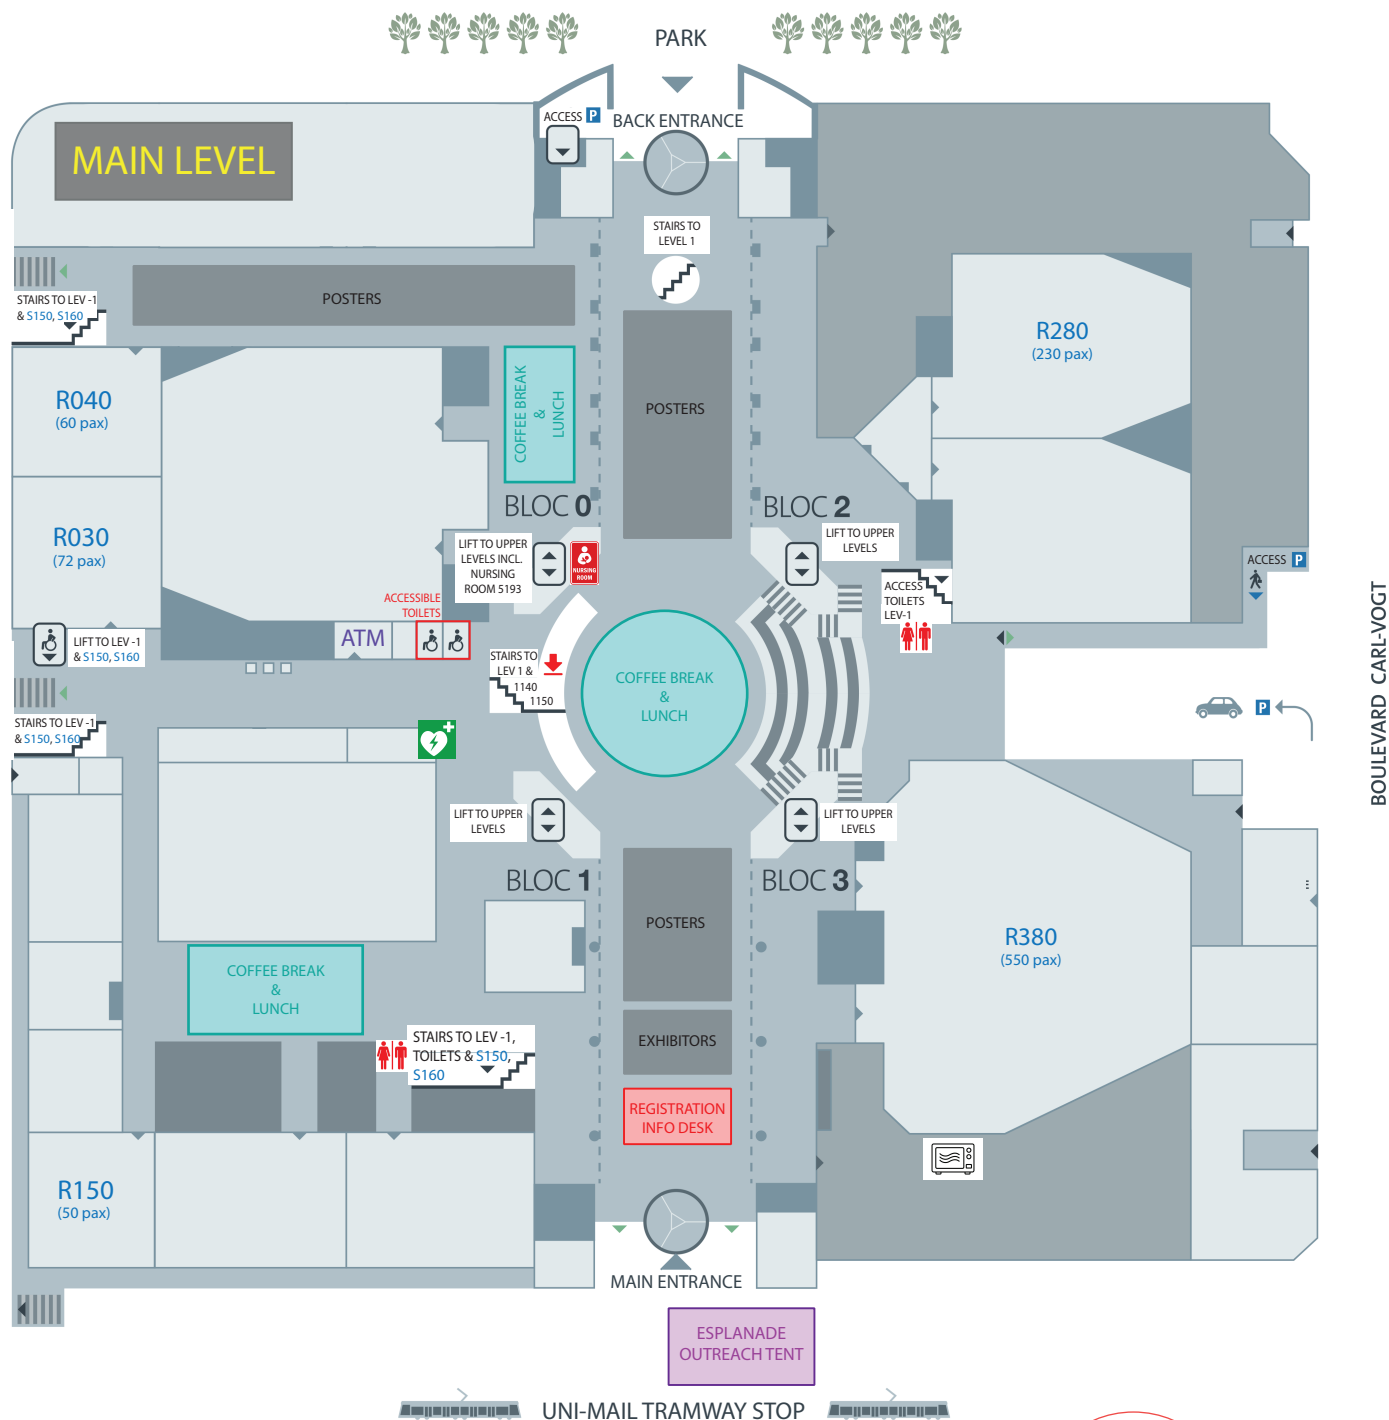 PARK
ACCESS P
BACK ENTRANCE
MAIN LEVEL
STAIRS TO
LEVEL 1
POSTERS
STAIRS TO LEV -1
& S150, S160
R040
(60 pax)
COFFEE BREAK
&
LUNCH
POSTERS
R280
(230 pax)
BLOC 0
BLOC 2
R030
(72 pax)
LIFT TO UPPER
LEVELS INCL.
NURSING
ROOM 5193
NURSING
ROOM
LIFT TO UPPER
LEVELS
ACCESS P
ACCESS
TOILETS
LEV-1
ACCESSIBLE
TOILETS
ATM
LIFT TO LEV -1
& S150, S160
STAIRS TO
LEV 1 &
1140
1150
COFFEE BREAK
&
LUNCH
P
BOULEVARD CARL-VOGT
STAIRS TO LEV -1
& S150, S160
LIFT TO UPPER
LEVELS
LIFT TO UPPER
LEVELS
BLOC 1
BLOC 3
POSTERS
R380
(550 pax)
COFFEE BREAK
&
LUNCH
STAIRS TO LEV -1,
TOILETS & S150,
S160
EXHIBITORS
REGISTRATION
INFO DESK
R150
(50 pax)
MAIN ENTRANCE
ESPLANADE
OUTREACH TENT
UNI-MAIL TRAMWAY STOP